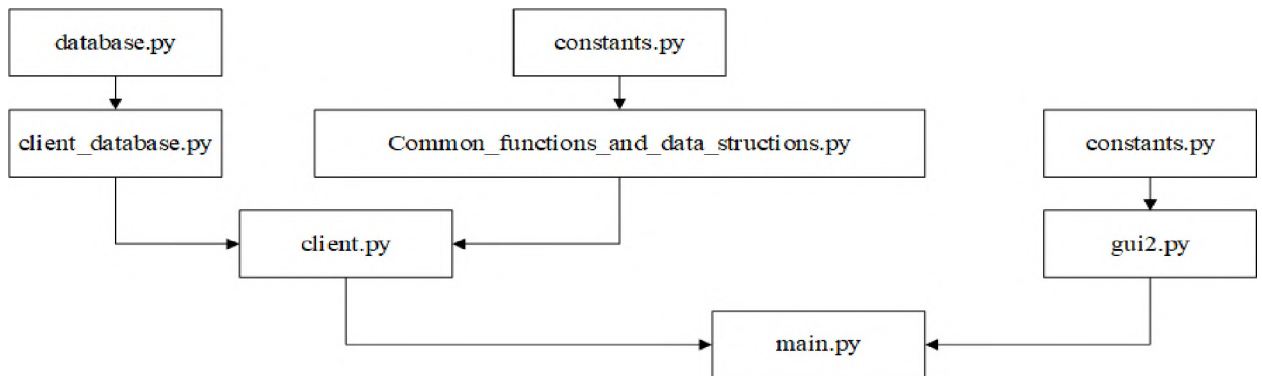 database.py
constants.py
client_database.py
Common_functions_and_data_structions.py
constants.py
client.py
gui2.py
main.py